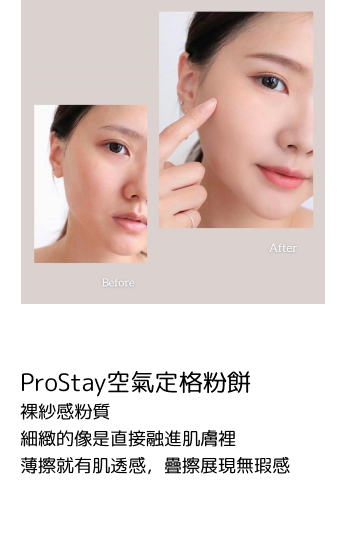 After
Before
ProStay空氣定格粉餅
裸紗感粉質
細緻的像是直接融進肌膚裡
薄擦就有肌透感，疊擦展現無瑕感